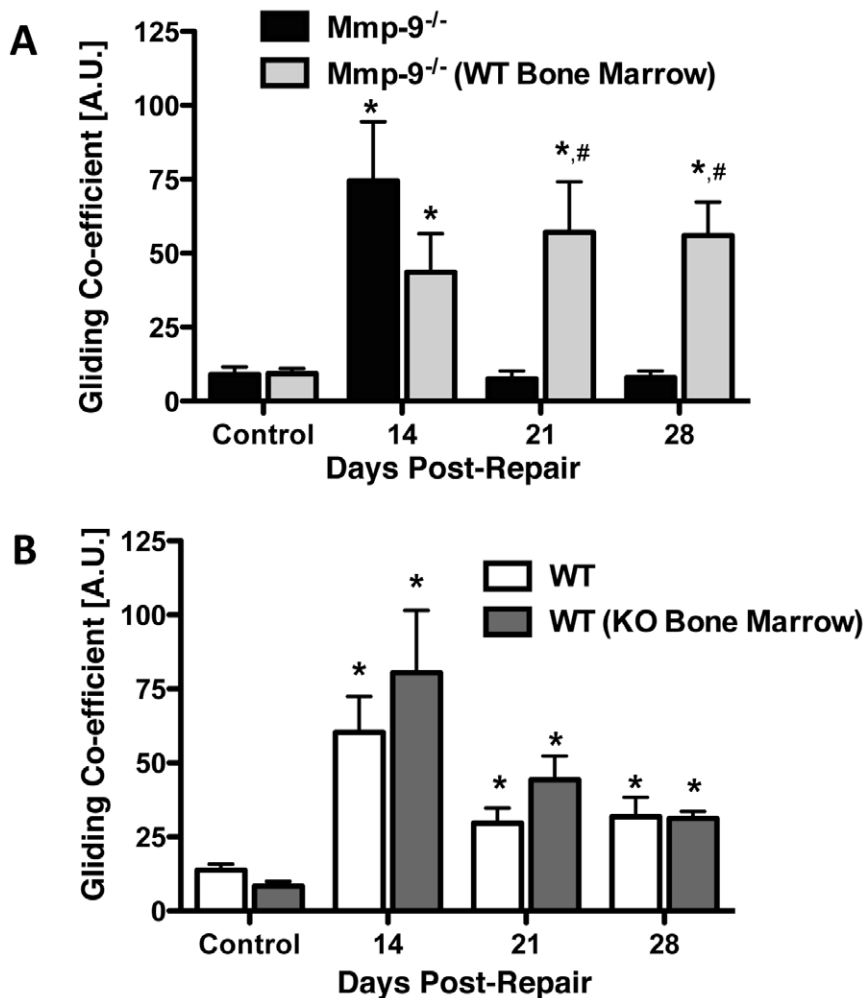 A
Mmp-9-/-
Mmp-9-/- (WT Bone Marrow)
Gliding Co-efficient [A.U.]
125
100
75
50
25
0
*
*
*,#
*,#
Control 14 21 28
Days Post-Repair
B
WT
WT (KO Bone Marrow)
Gliding Co-efficient [A.U.]
125
100
75
50
25
0
*
*
*
*
*
*
Control 14 21 28
Days Post-Repair